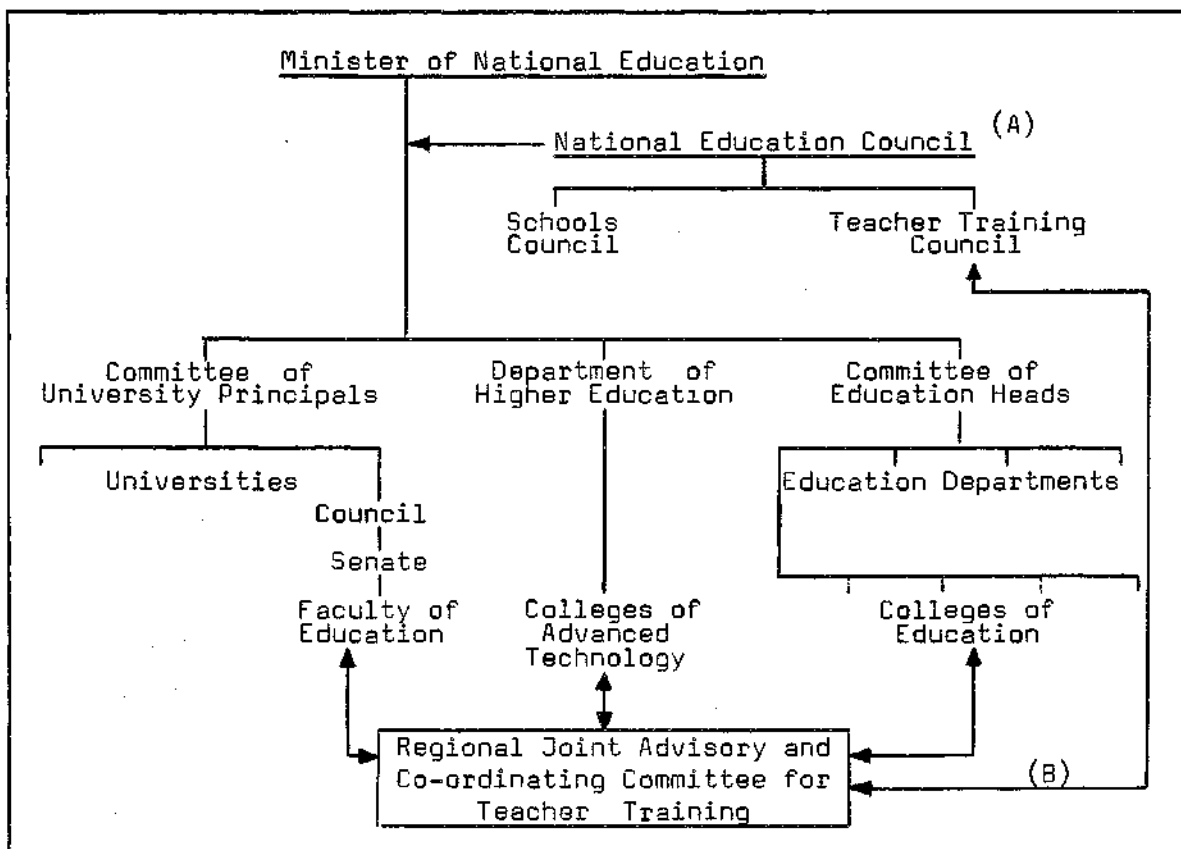 Minister of National Education
(A)
National Education Council
Schools
Council
Teacher Training
Council
Committee of
University Principals
Department of
Higher Education
Committee of
Education Heads
Universities
Education Departments
Council
Senate
Faculty of
Education
Colleges of
Advanced
Technology
Colleges of
Education
Regional Joint Advisory and
Co-ordinating Committee for
Teacher Training
(B)